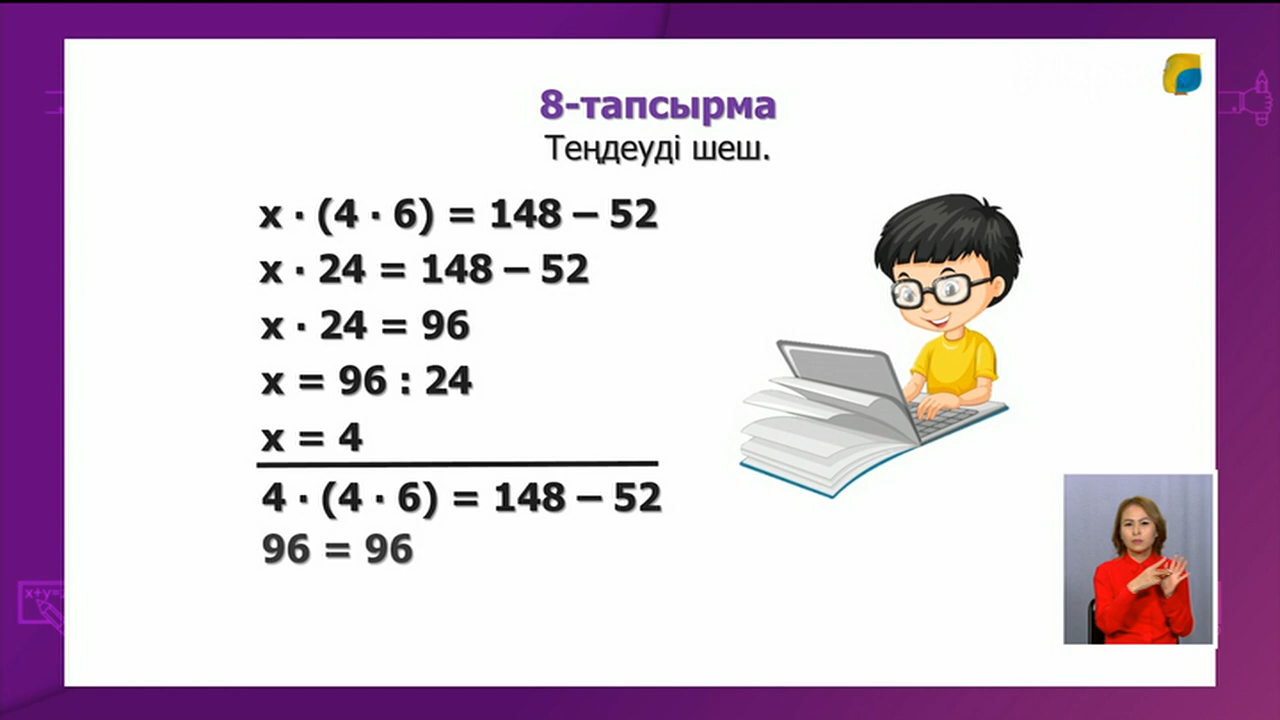 8-тапсырма
Теңдеуді шеш.
x · (4 · 6) = 148 – 52
x · 24 = 148 – 52
x · 24 = 96
x = 96 : 24
x = 4
4 · (4 · 6) = 148 – 52
96 = 96